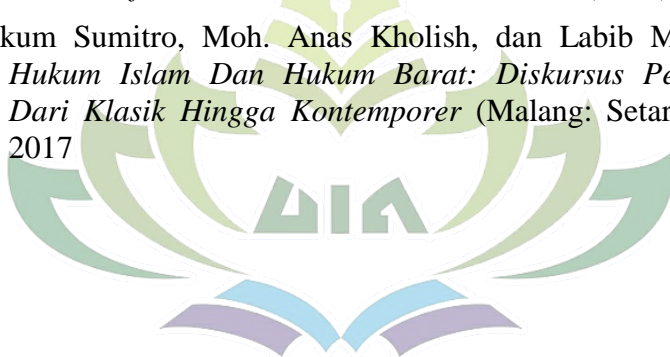 kum Sumitro, Moh. Anas Kholish, dan Labib M
Hukum Islam Dan Hukum Barat: Diskursus Pe
Dari Klasik Hingga Kontemporer (Malang: Setar
2017
UIN